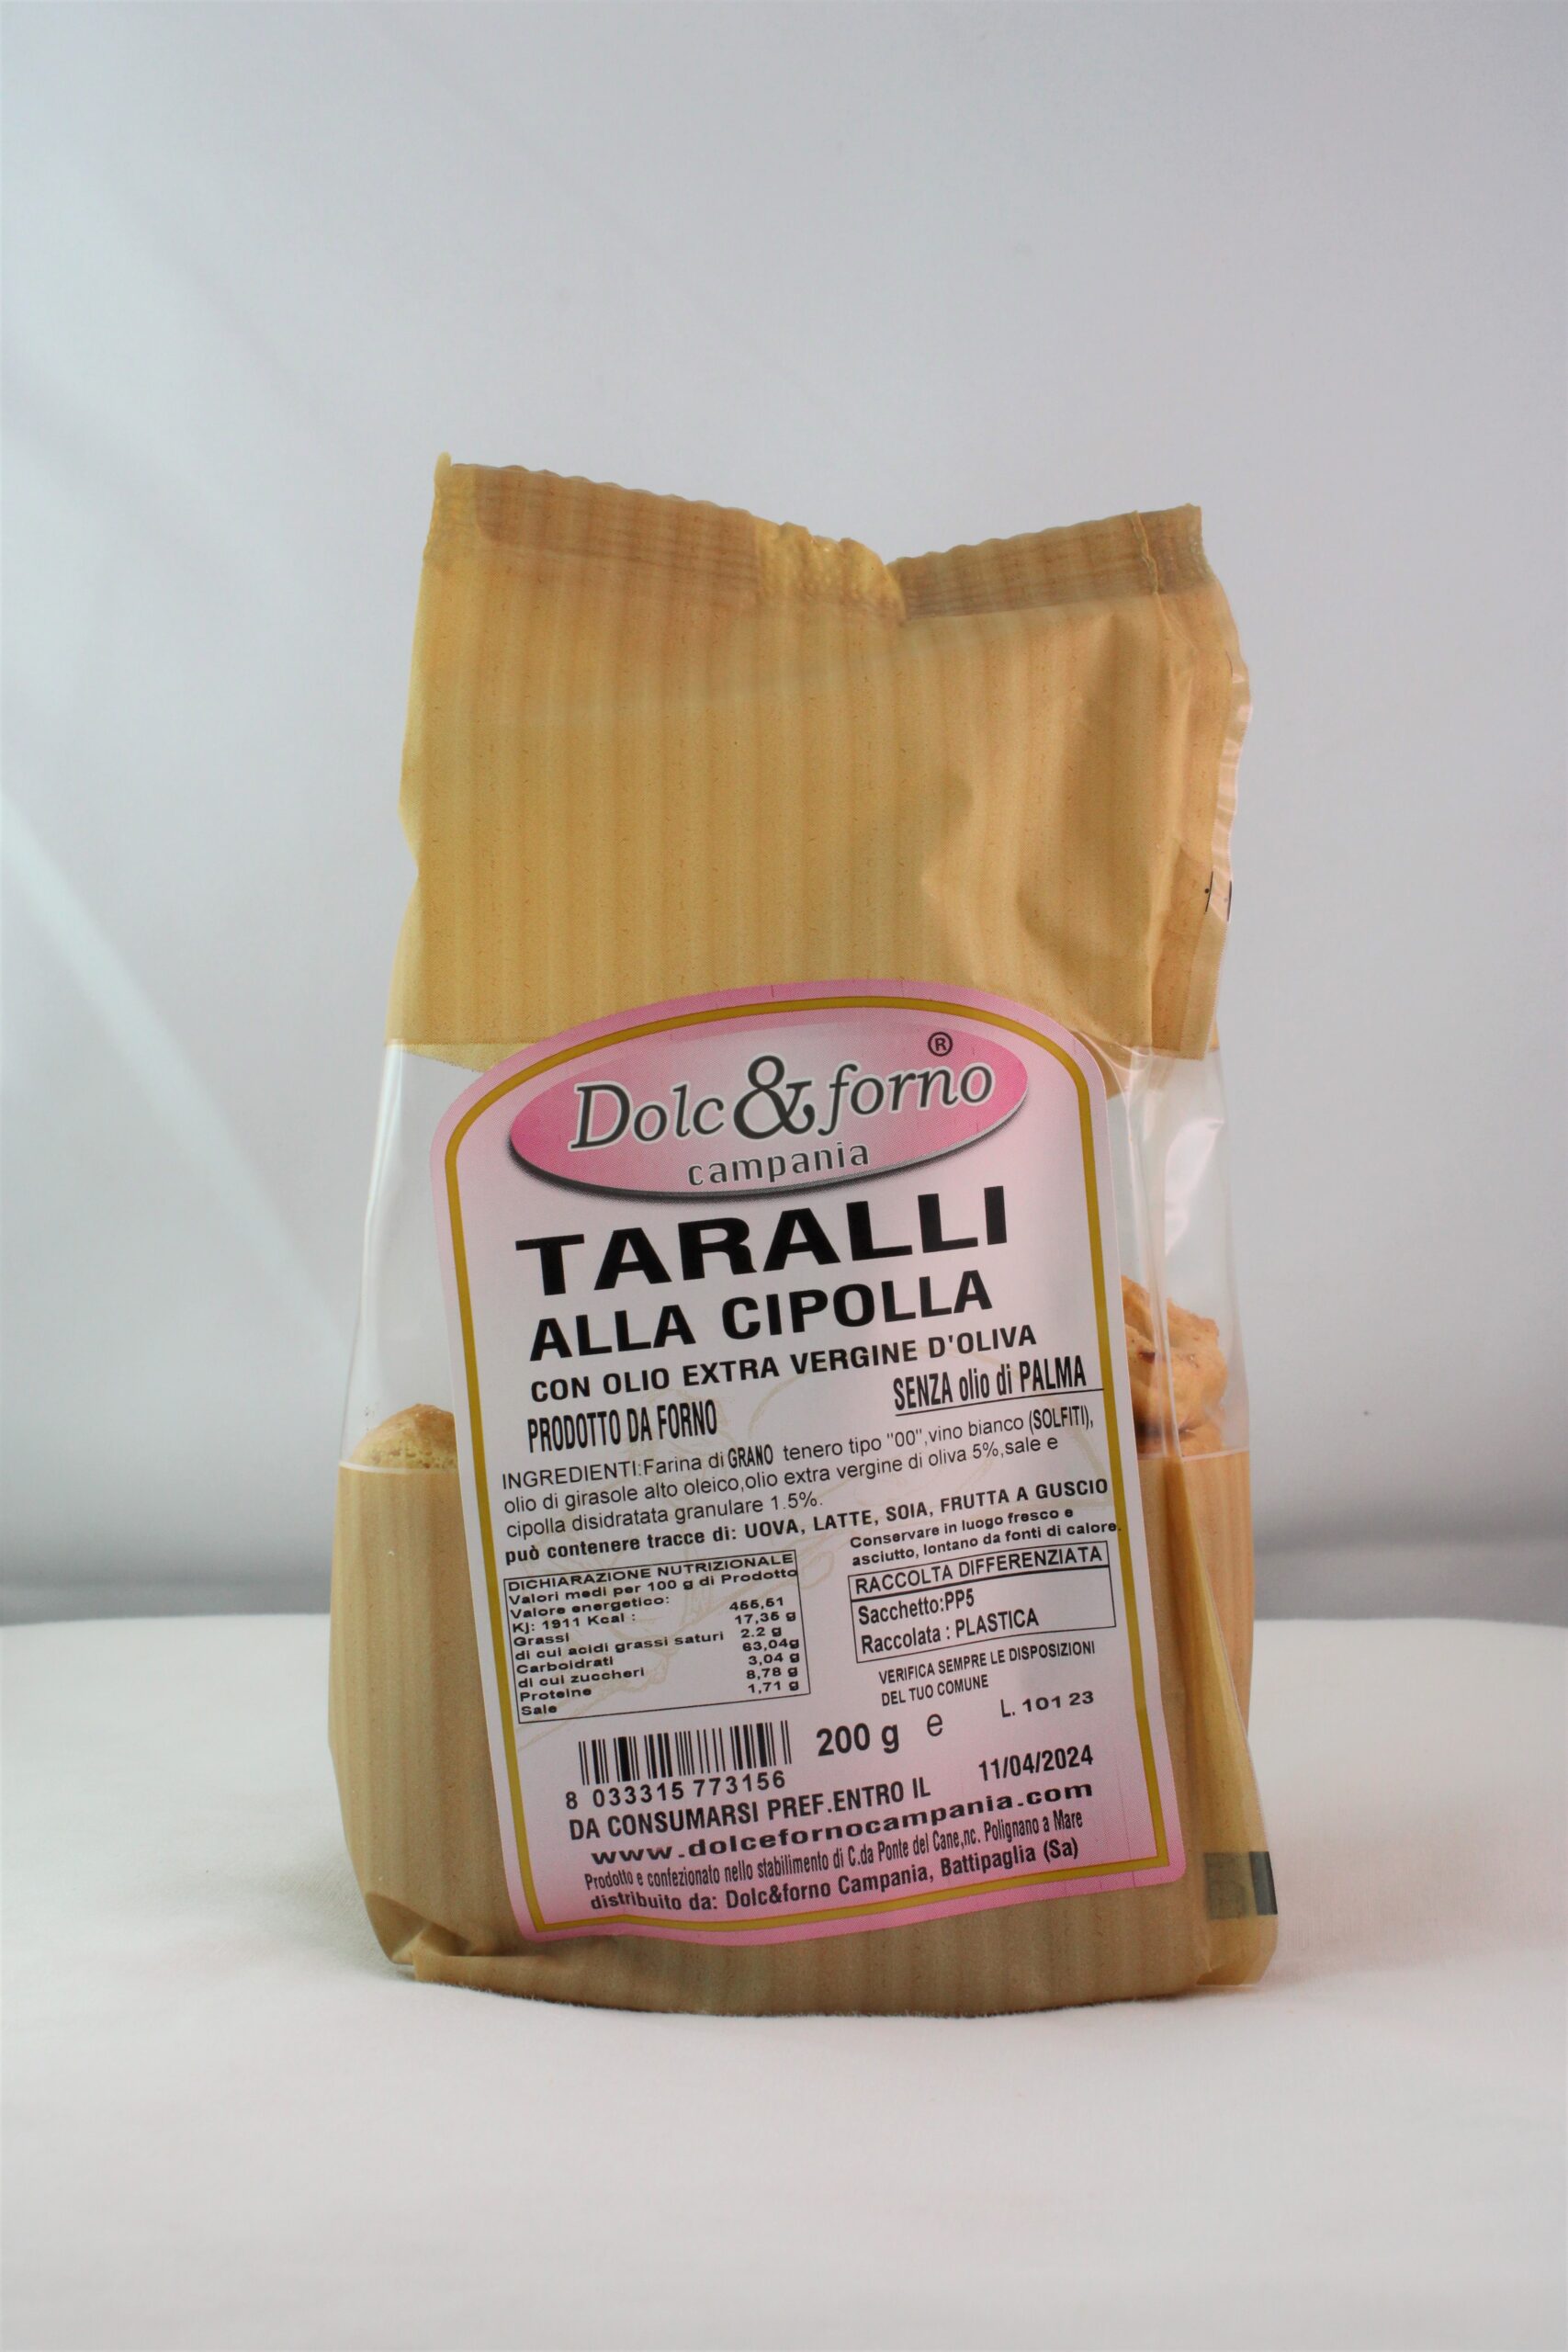 Dolc&forno ®
campania
TARALLI
ALLA CIPOLLA
CON OLIO EXTRA VERGINE D'OLIVA
PRODOTTO DA FORNO
SENZA olio di PALMA
INGREDIENTI:Farina di GRANO tenero tipo "00",vino bianco (SOLFITI),
olio di girasole alto oleico,olio extra vergine di oliva 5%,sale e
cipolla disidratata granulare 1.5%.
può contenere tracce di: UOVA, LATTE, SOIA, FRUTTA A GUSCIO
DICHIARAZIONE NUTRIZIONALE
Valori medi per 100 g di Prodotto
Valore energetico:
Kj: 1911 Kcal : 455,51
Grassi 17,35 g
di cui acidi grassi saturi 2.2 g
Carboidrati 63,04g
di cui zuccheri 3,04 g
Proteine 8,78 g
Sale 1,71 g
Conservare in luogo fresco e
asciutto, lontano da fonti di calore.
RACCOLTA DIFFERENZIATA
Sacchetto:PP5
Raccolata : PLASTICA
VERIFICA SEMPRE LE DISPOSIZIONI
DEL TUO COMUNE
200 g e
L. 101 23
8 033315 773156
DA CONSUMARSI PREF.ENTRO IL 11/04/2024
www.dolcefornocampania.com
Prodotto e confezionato nello stabilimento di C.da Ponte del Cane,nc. Polignano a Mare
distribuito da: Dolc&forno Campania, Battipaglia (Sa)